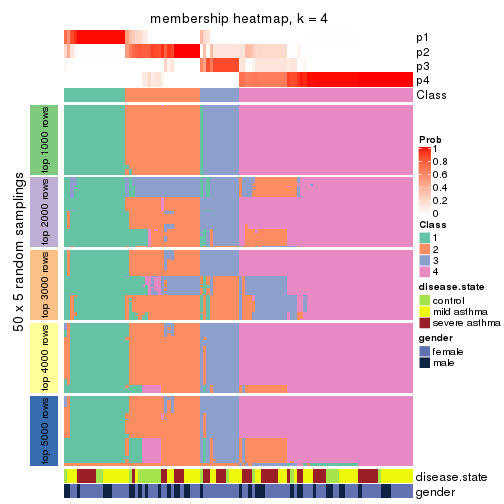 membership heatmap, k = 4
p1
p2
p3
p4
Class
50 x 5 random samplings
top 1000 rows
top 2000 rows
top 3000 rows
top 4000 rows
top 5000 rows
disease.state
gender
Prob
1
0.8
0.6
0.4
0.2
0
Class
1
2
3
4
disease.state
control
mild asthma
severe asthma
gender
female
male